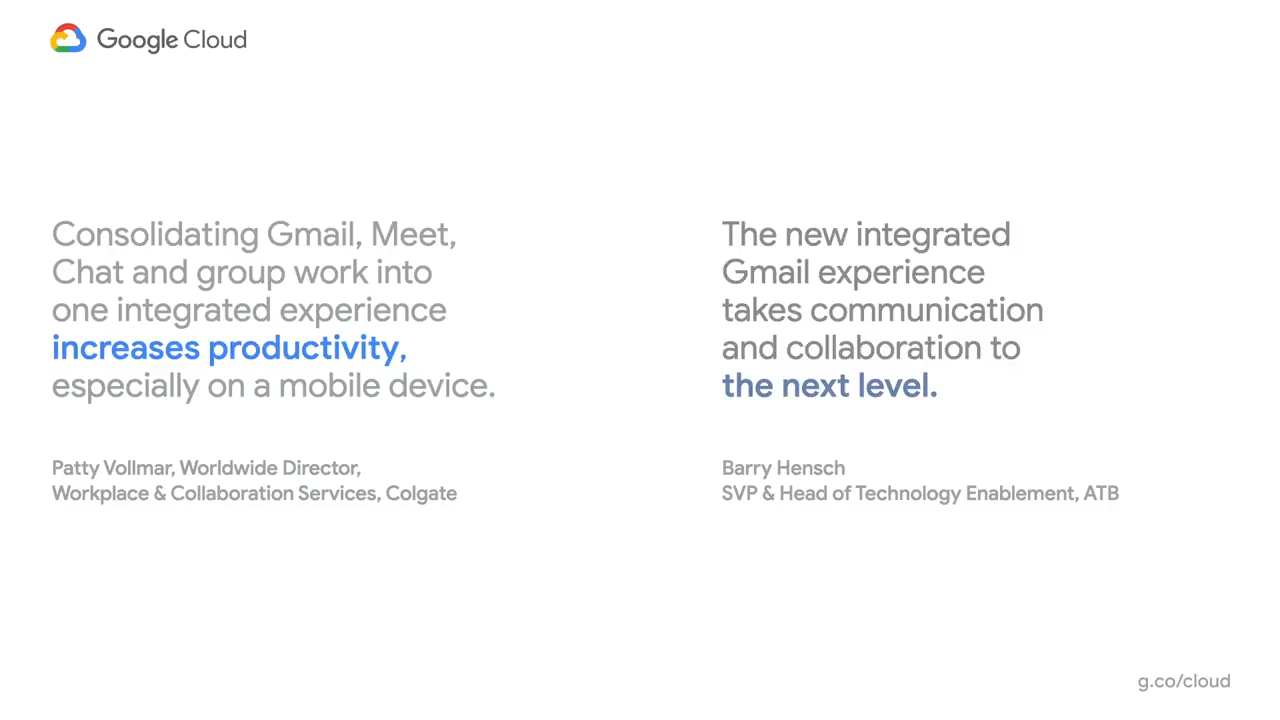 Google Cloud
Consolidating Gmail, Meet,
Chat and group work into
one integrated experience
increases productivity,
especially on a mobile device.
Patty Vollmar, Worldwide Director,
Workplace & Collaboration Services, Colgate
The new integrated
Gmail experience
takes communication
and collaboration to
the next level.
Barry Hensch
SVP & Head of Technology Enablement, ATB
g.co/cloud